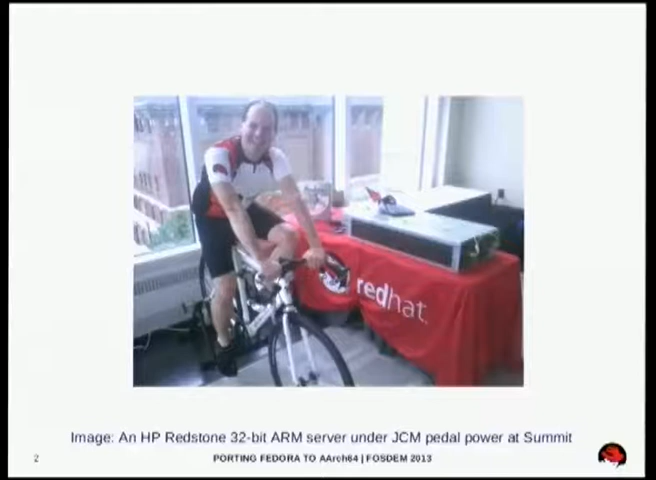 redhat.
Image: An HP Redstone 32-bit ARM server under JCM pedal power at Summit
2
PORTING FEDORA TO AArch64 | FOSDEM 2013